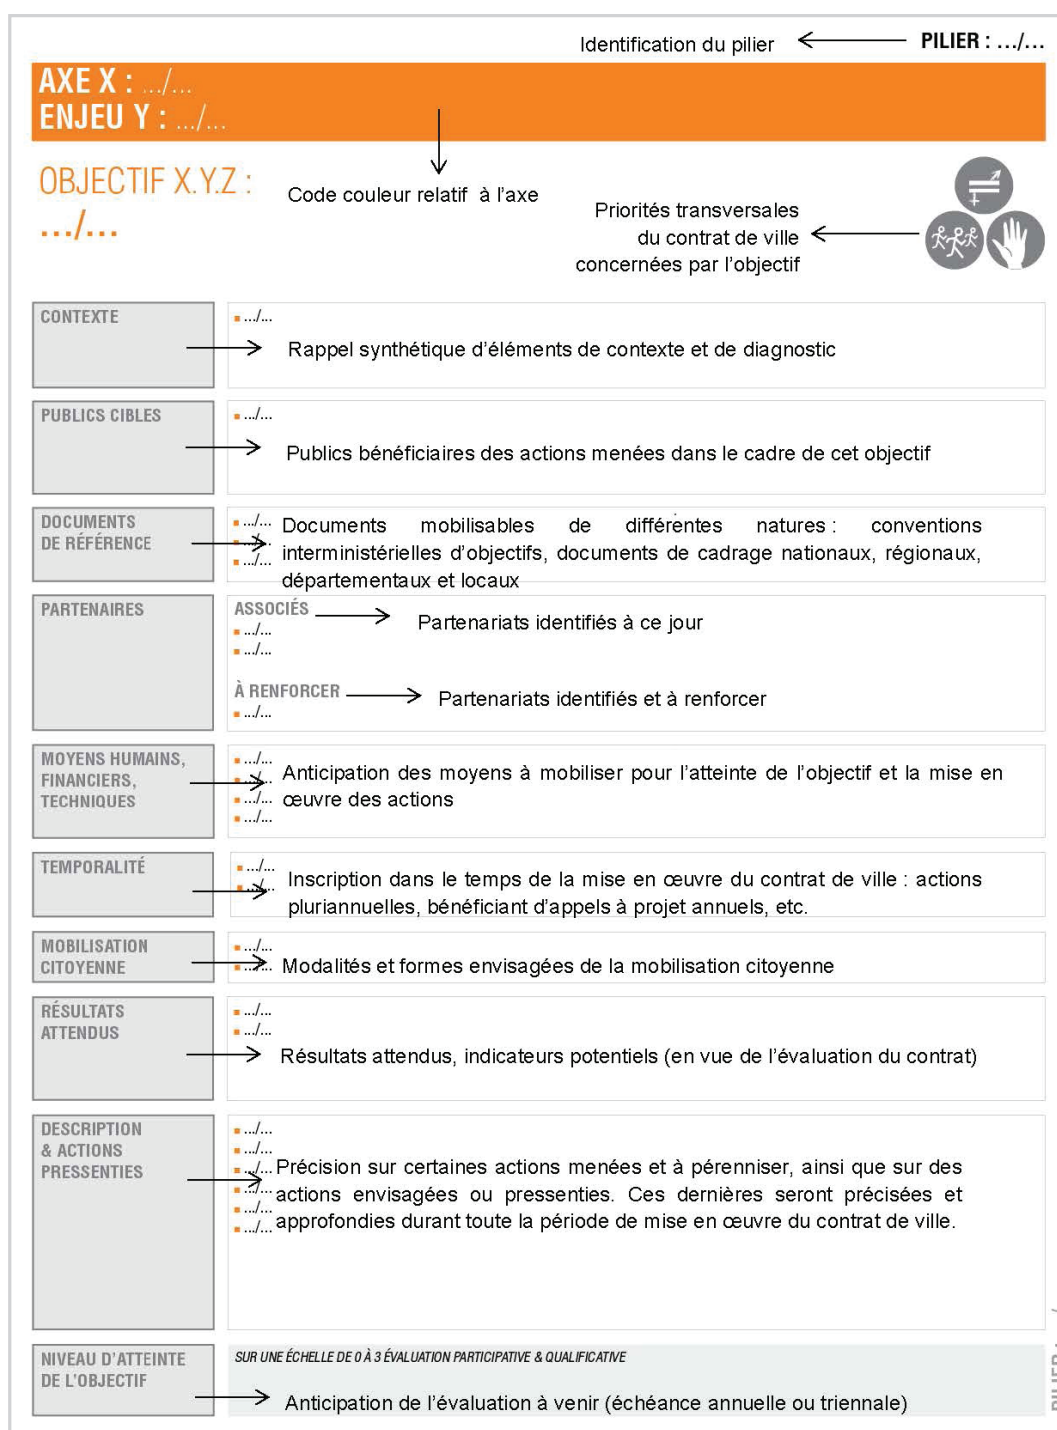 Identification du pilier
PILIER : .../...
AXE X : .../...
ENJEU Y : .../...
OBJECTIF X.Y.Z :
.../...
Code couleur relatif à l'axe
Priorités transversales
du contrat de ville
concernées par l'objectif
CONTEXTE
.../...
Rappel synthétique d'éléments de contexte et de diagnostic
PUBLICS CIBLES
.../...
Publics bénéficiaires des actions menées dans le cadre de cet objectif
DOCUMENTS
DE RÉFÉRENCE
.../...
.../...
.../...
Documents mobilisables de différentes natures : conventions
interministérielles d'objectifs, documents de cadrage nationaux, régionaux,
départementaux et locaux
PARTENAIRES
ASSOCIÉS
.../...
.../...
Partenariats identifiés à ce jour
À RENFORCER
.../...
Partenariats identifiés et à renforcer
MOYENS HUMAINS,
FINANCIERS,
TECHNIQUES
.../...
.../...
.../...
.../...
Anticipation des moyens à mobiliser pour l'atteinte de l'objectif et la mise en
œuvre des actions
TEMPORALITÉ
.../...
.../...
Inscription dans le temps de la mise en œuvre du contrat de ville : actions
pluriannuelles, bénéficiant d'appels à projet annuels, etc.
MOBILISATION
CITOYENNE
.../...
.../...
Modalités et formes envisagées de la mobilisation citoyenne
RÉSULTATS
ATTENDUS
.../...
.../...
Résultats attendus, indicateurs potentiels (en vue de l'évaluation du contrat)
DESCRIPTION
& ACTIONS
PRESSENTIES
.../...
.../...
.../...
.../...
.../...
.../...
Précision sur certaines actions menées et à pérenniser, ainsi que sur des
actions envisagées ou pressenties. Ces dernières seront précisées et
approfondies durant toute la période de mise en œuvre du contrat de ville.
NIVEAU D'ATTEINTE
DE L'OBJECTIF
SUR UNE ÉCHELLE DE 0 À 3 ÉVALUATION PARTICIPATIVE & QUALIFICATIVE
Anticipation de l'évaluation à venir (échéance annuelle ou triennale)